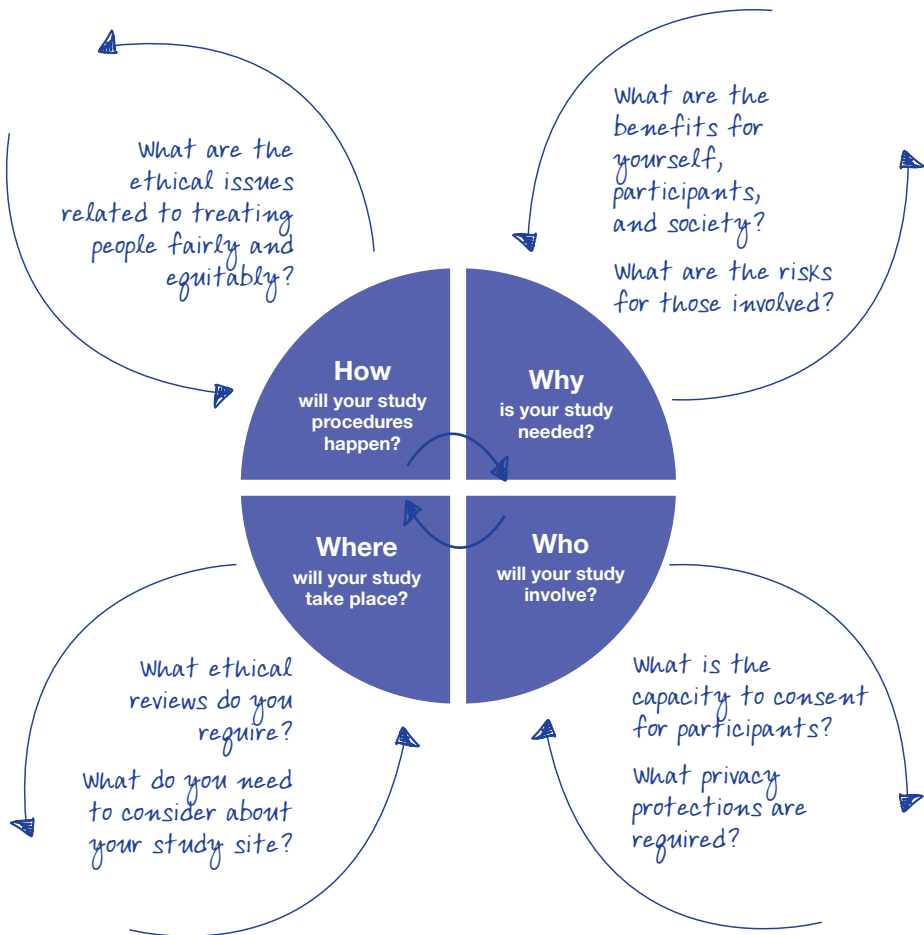 What are the
ethical issues
related to treating
people fairly and
equitably?
What are the
benefits for
yourself,
participants,
and society?
What are the risks
for those involved?
How
will your study
procedures
happen?
Why
is your study
needed?
Where
will your study
take place?
Who
will your study
involve?
What ethical
reviews do you
require?
What do you need
to consider about
your study site?
What is the
capacity to consent
for participants?
What privacy
protections are
required?